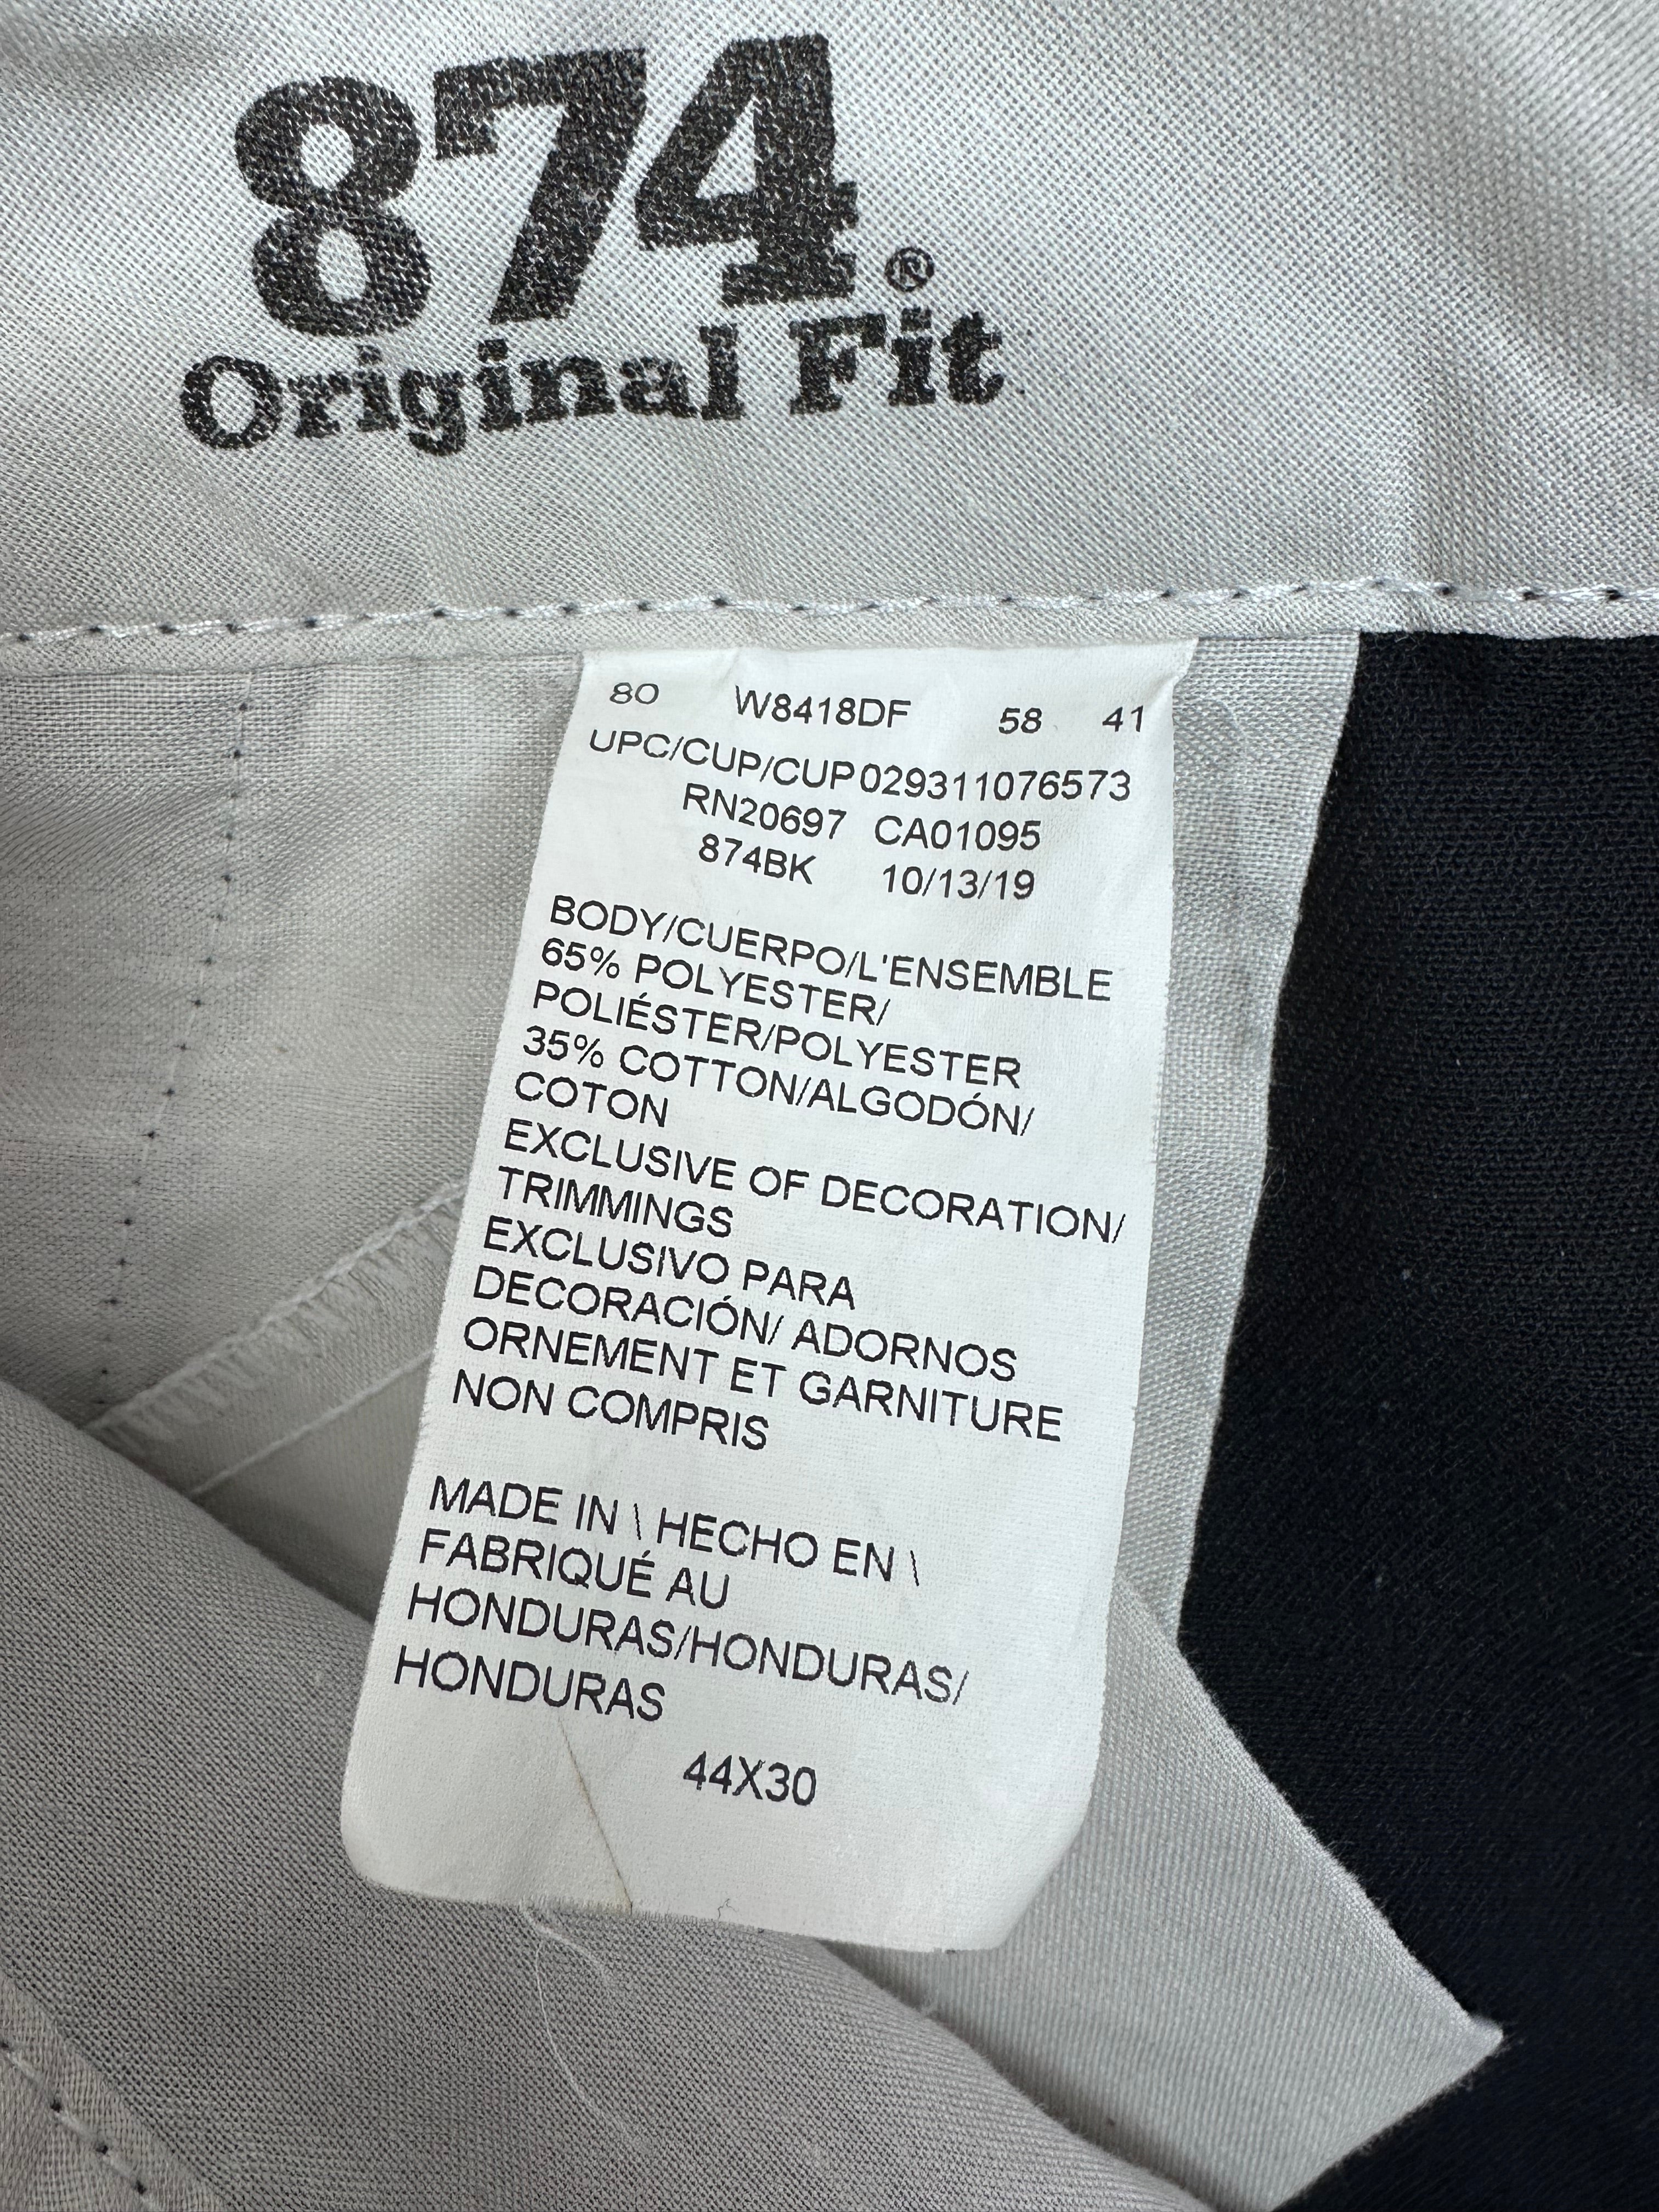 874®
Original Fit
80 W8418DF 58 41
UPC/CUP/CUP 029311076573
RN20697 CA01095
874BK 10/13/19
BODY/CUERPO/L'ENSEMBLE
65% POLYESTER/
POLIÉSTER/POLYESTER
35% COTTON/ALGODÓN/
COTON
EXCLUSIVE OF DECORATION/
TRIMMINGS
EXCLUSIVO PARA
DECORACIÓN/ ADORNOS
ORNEMENT ET GARNITURE
NON COMPRIS
MADE IN \ HECHO EN \
FABRIQUÉ AU
HONDURAS/HONDURAS/
HONDURAS
44X30